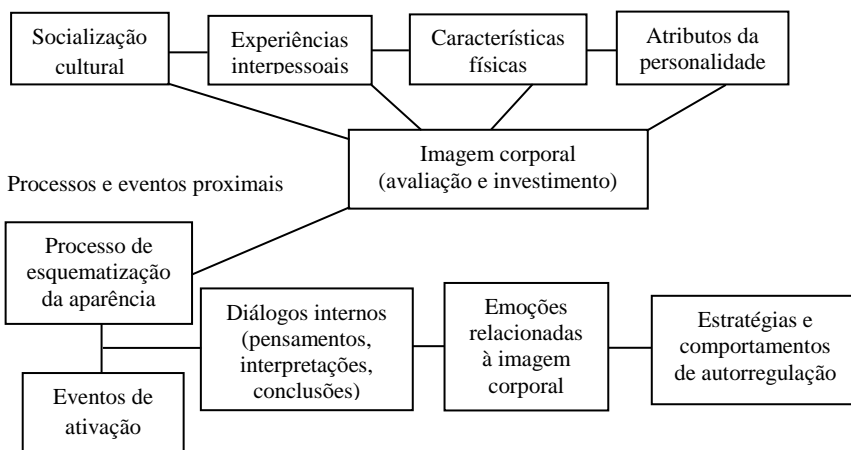 Socialização
cultural
Experiências
interpessoais
Características
físicas
Atributos da
personalidade
Imagem corporal
(avaliação e investimento)
Processos e eventos proximais
Processo de
esquematização
da aparência
Diálogos internos
(pensamentos,
interpretações,
conclusões)
Emoções
relacionadas
à imagem
corporal
Estratégias e
comportamentos
de autorregulação
Eventos de
ativação